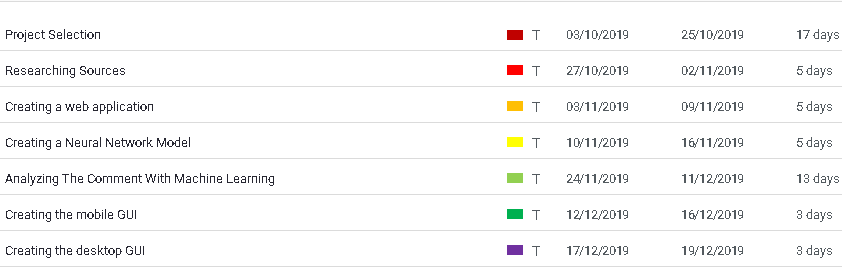 Project Selection T 03/10/2019 25/10/2019 17 days
Researching Sources T 27/10/2019 02/11/2019 5 days
Creating a web application T 03/11/2019 09/11/2019 5 days
Creating a Neural Network Model T 10/11/2019 16/11/2019 5 days
Analyzing The Comment With Machine Learning T 24/11/2019 11/12/2019 13 days
Creating the mobile GUI T 12/12/2019 16/12/2019 3 days
Creating the desktop GUI T 17/12/2019 19/12/2019 3 days